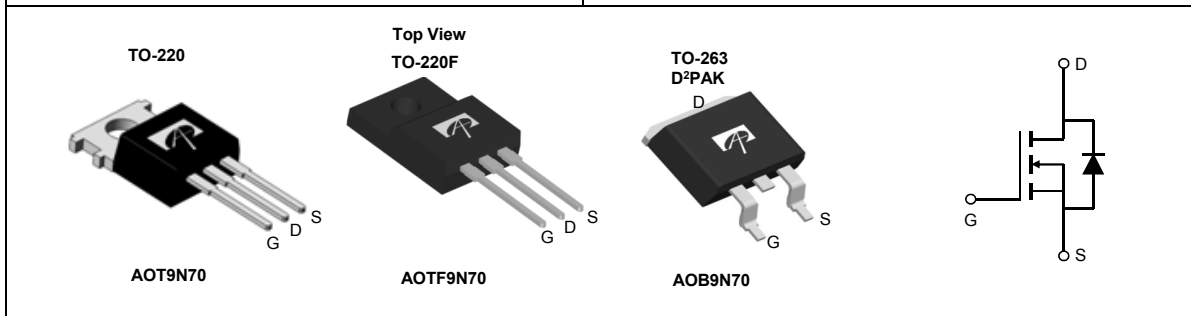 Top View
TO-220
TO-220F
TO-263
D²PAK
D
G
D
S
G
D
S
G
S
D
G
S
AOT9N70
AOTF9N70
AOB9N70